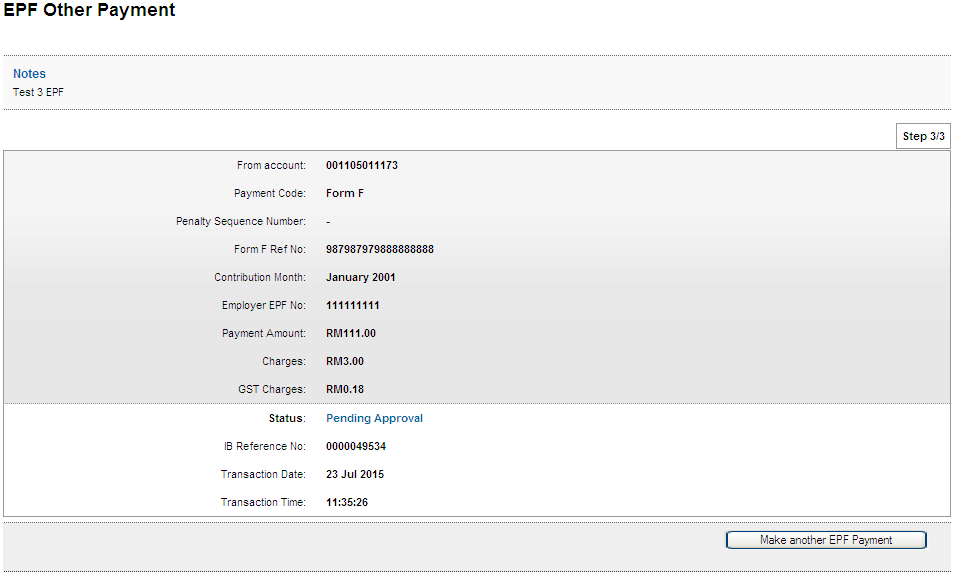 EPF Other Payment
Notes
Test 3 EPF
Step 3/3
From account: 001105011173
Payment Code: Form F
Penalty Sequence Number: -
Form F Ref No: 987987979888888888
Contribution Month: January 2001
Employer EPF No: 111111111
Payment Amount: RM111.00
Charges: RM3.00
GST Charges: RM0.18
Status: Pending Approval
IB Reference No: 0000049534
Transaction Date: 23 Jul 2015
Transaction Time: 11:35:26
Make another EPF Payment